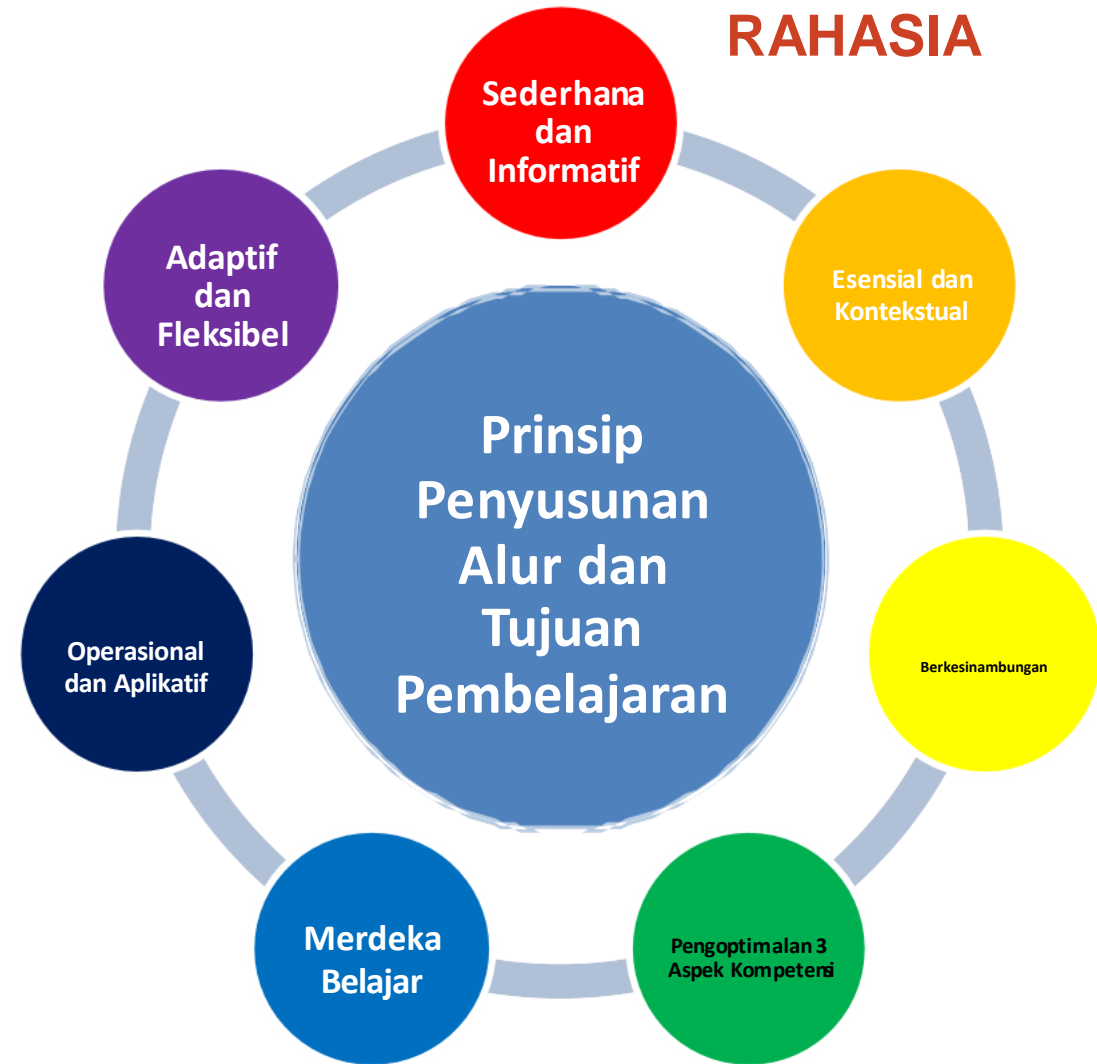 RAHASIA
Sederhana
dan
Informatif
Esensial dan
Kontekstual
Berkesinambungan
Pengoptimalan 3
Aspek Kompetensi
Merdeka
Belajar
Operasional
dan Aplikatif
Adaptif
dan
Fleksibel
Prinsip
Penyusunan
Alur dan
Tujuan
Pembelajaran